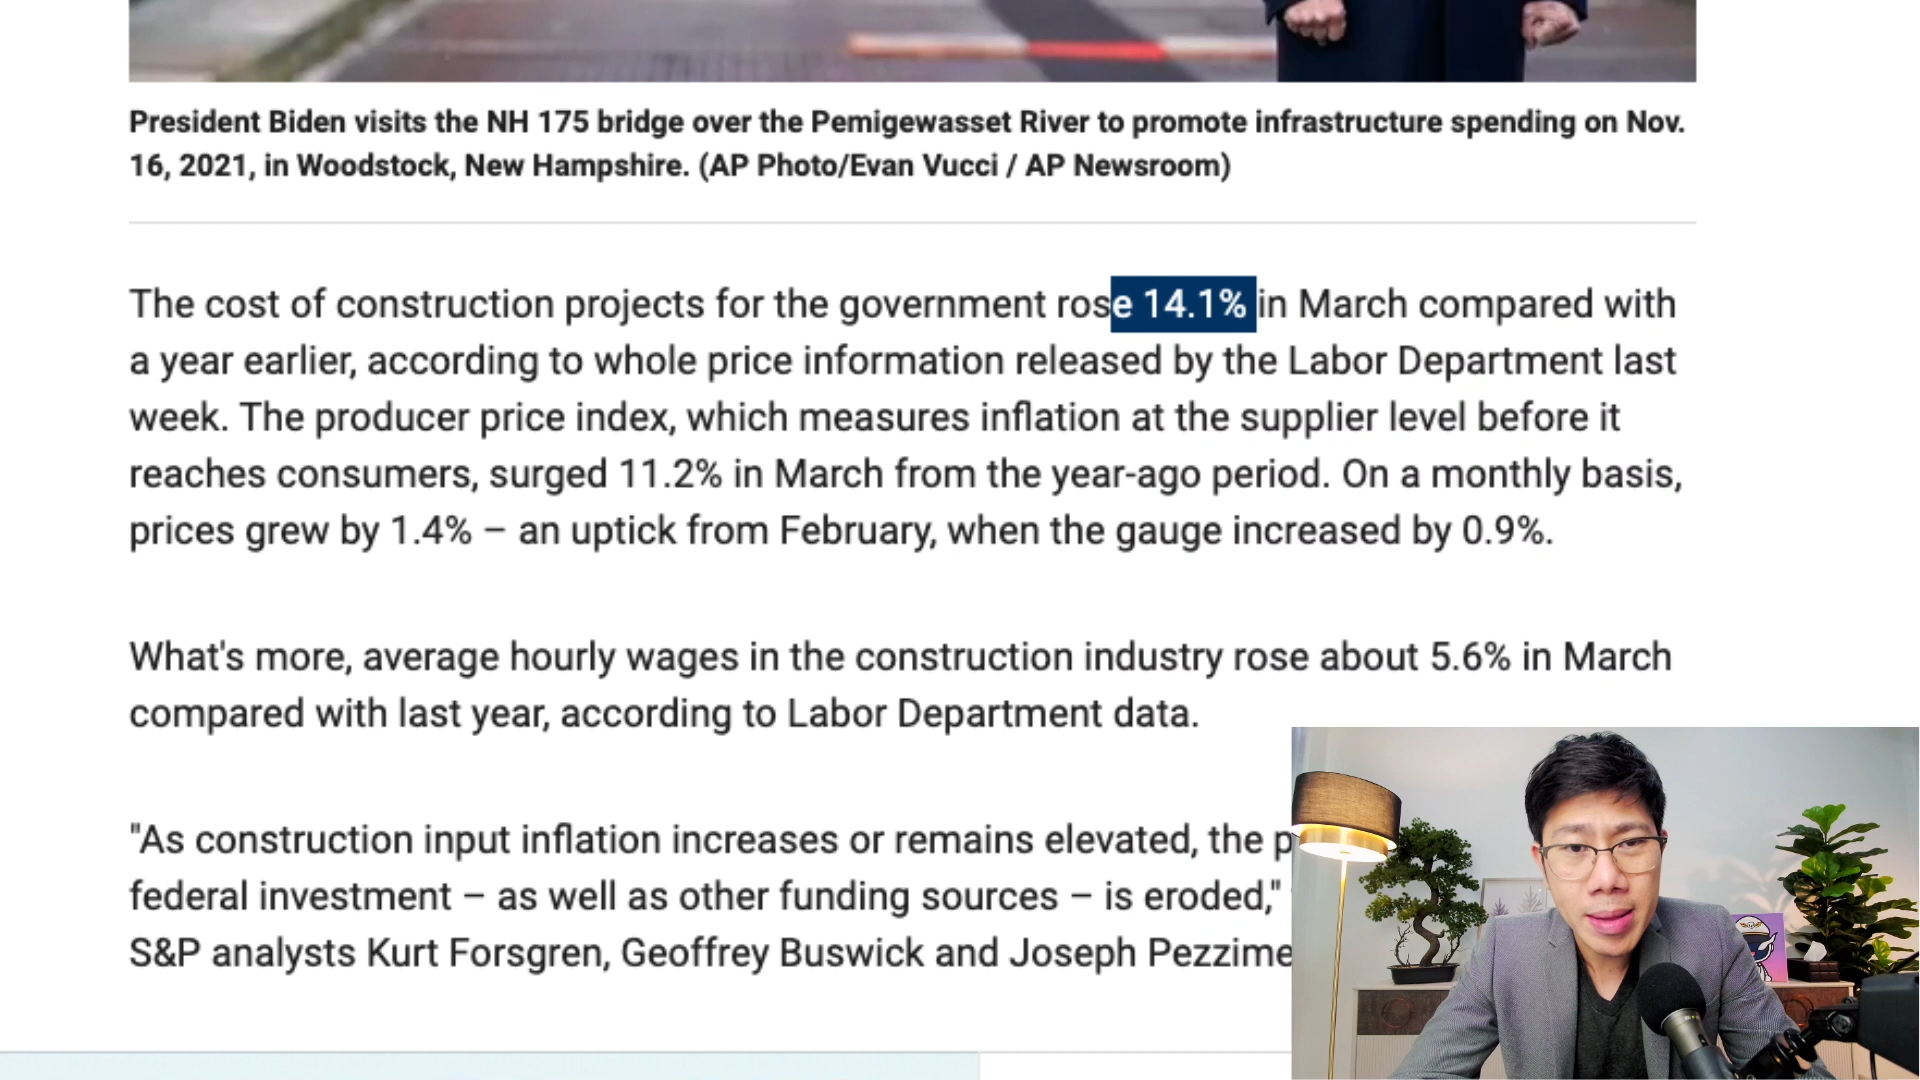 President Biden visits the NH 175 bridge over the Pemigewasset River to promote infrastructure spending on Nov.
16, 2021, in Woodstock, New Hampshire. (AP Photo/Evan Vucci / AP Newsroom)
The cost of construction projects for the government rose 14.1% in March compared with
a year earlier, according to whole price information released by the Labor Department last
week. The producer price index, which measures inflation at the supplier level before it
reaches consumers, surged 11.2% in March from the year-ago period. On a monthly basis,
prices grew by 1.4% – an uptick from February, when the gauge increased by 0.9%.
What's more, average hourly wages in the construction industry rose about 5.6% in March
compared with last year, according to Labor Department data.
"As construction input inflation increases or remains elevated, the
federal investment – as well as other funding sources – is eroded,"
S&P analysts Kurt Forsgren, Geoffrey Buswick and Joseph Pezzime